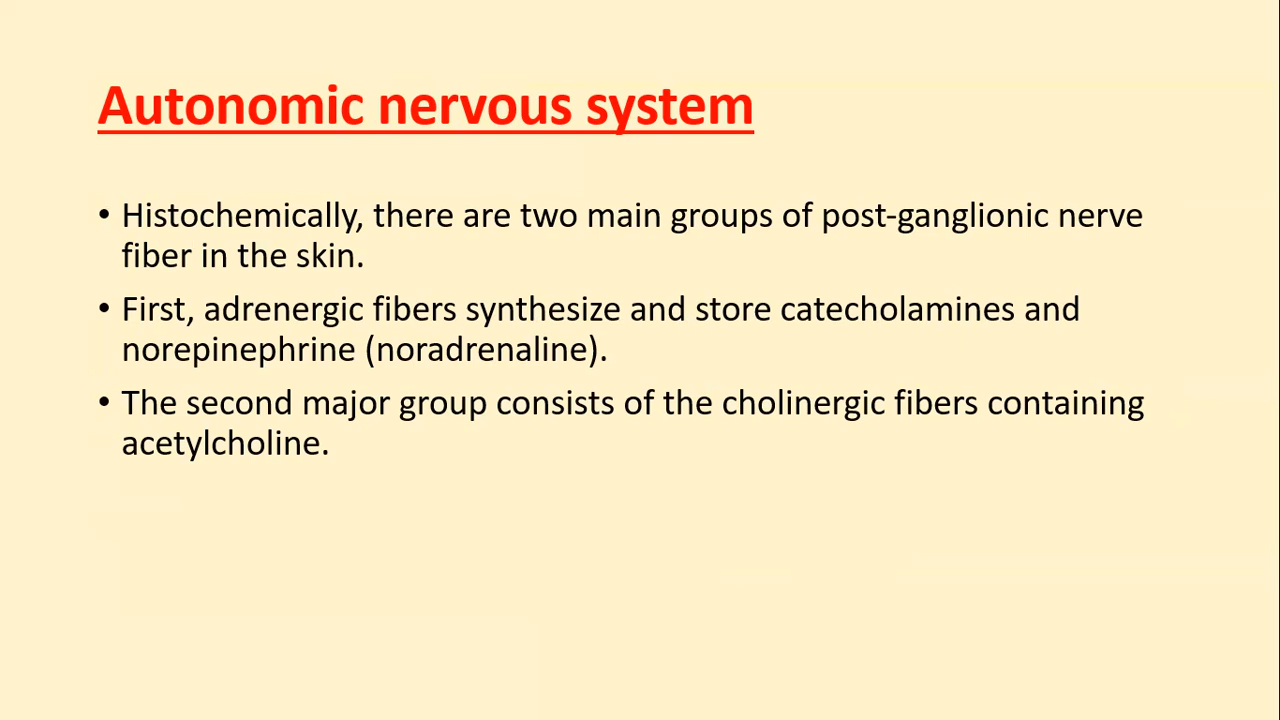 Autonomic nervous system
• Histochemically, there are two main groups of post-ganglionic nerve
fiber in the skin.
• First, adrenergic fibers synthesize and store catecholamines and
norepinephrine (noradrenaline).
• The second major group consists of the cholinergic fibers containing
acetylcholine.